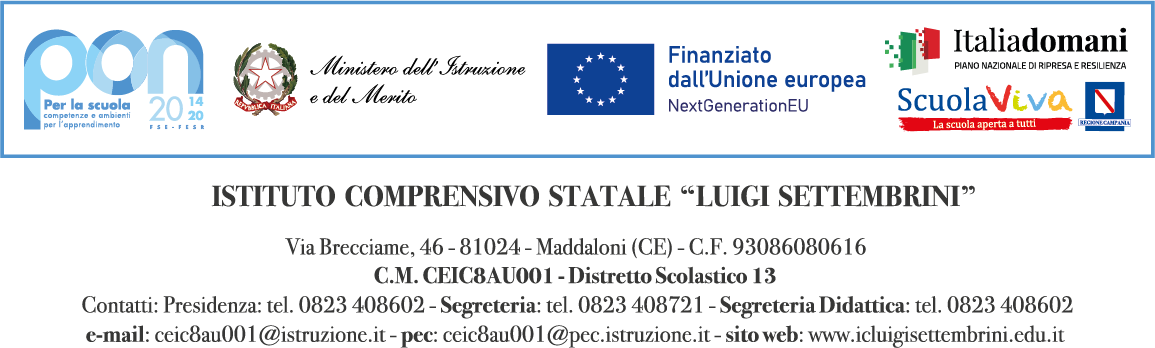 pon
Per la scuola
competenze e ambienti
per l'apprendimento
2014
20
FSE-FESR
REPVBBLICA ITALIANA
Ministero dell'Istruzione
e del Merito
Finanziato
dall'Unione europea
NextGenerationEU
Italiadomani
PIANO NAZIONALE DI RIPRESA E RESILIENZA
ScuolaViva
La scuola aperta a tutti
REGIONE CAMPANIA
ISTITUTO COMPRENSIVO STATALE “LUIGI SETTEMBRINI”
Via Brecciame, 46 - 81024 - Maddaloni (CE) - C.F. 93086080616
C.M. CEIC8AU001 - Distretto Scolastico 13
Contatti: Presidenza: tel. 0823 408602 - Segreteria: tel. 0823 408721 - Segreteria Didattica: tel. 0823 408602
e-mail: ceic8au001@istruzione.it - pec: ceic8au001@pec.istruzione.it - sito web: www.icluigisettembrini.edu.it